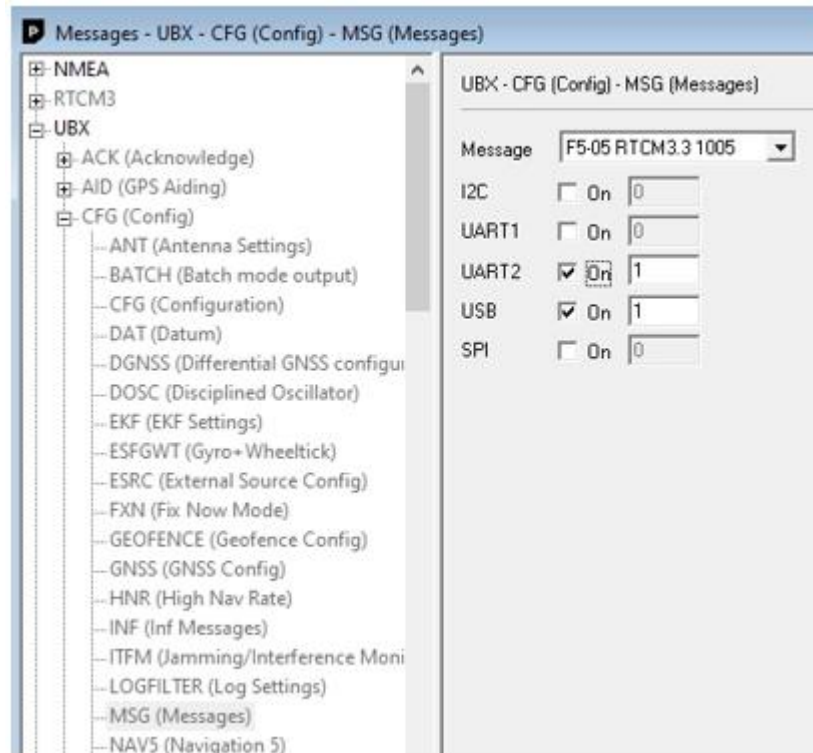 Messages - UBX - CFG (Config) - MSG (Messages)
NMEA
RTCM3
UBX
ACK (Acknowledge)
AID (GPS Aiding)
CFG (Config)
ANT (Antenna Settings)
BATCH (Batch mode output)
CFG (Configuration)
DAT (Datum)
DGNSS (Differential GNSS configur
DOSC (Disciplined Oscillator)
EKF (EKF Settings)
ESFGWT (Gyro+Wheeltick)
ESRC (External Source Config)
FXN (Fix Now Mode)
GEOFENCE (Geofence Config)
GNSS (GNSS Config)
HNR (High Nav Rate)
INF (Inf Messages)
ITFM (Jamming/Interference Moni
LOGFILTER (Log Settings)
MSG (Messages)
NAV5 (Navigation 5)
UBX - CFG (Config) - MSG (Messages)
Message F5-05 RTCM3.3 1005
I2C On 0
UART1 On 0
UART2 On 1
USB On 1
SPI On 0